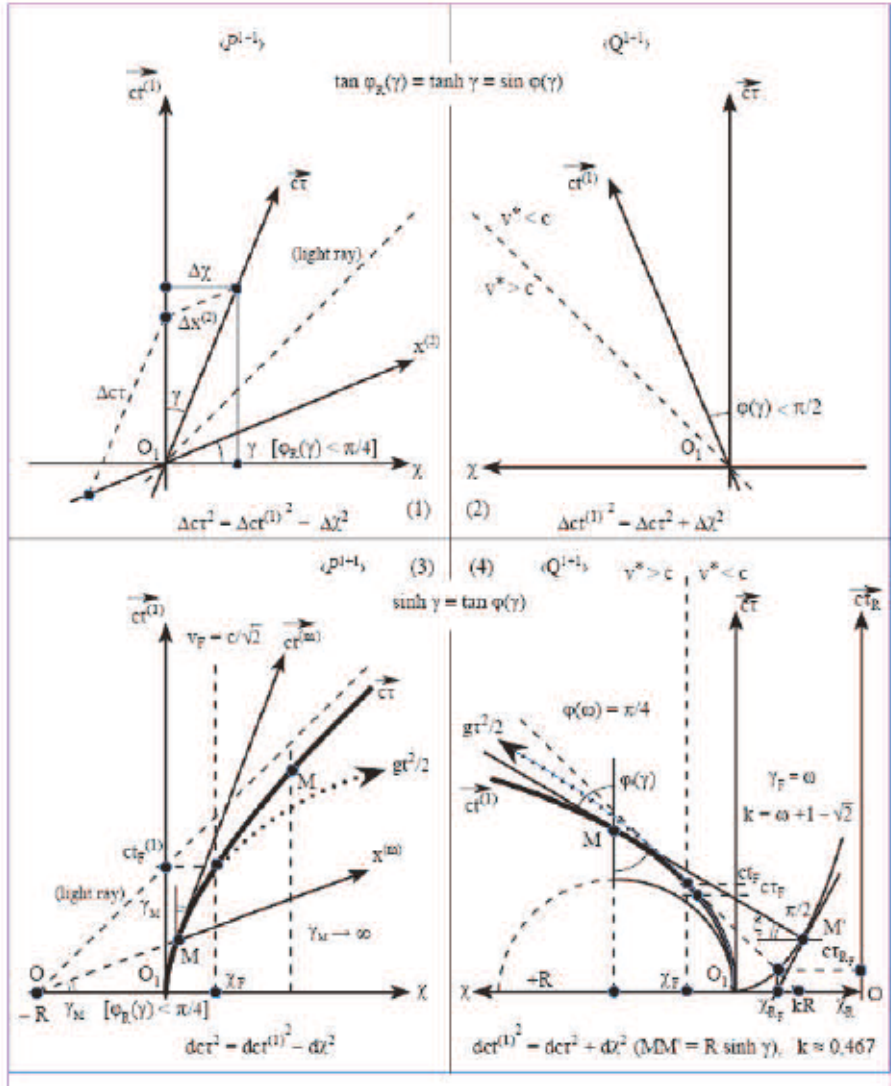 ‹P¹⁺¹›
‹Q¹⁺¹›
tan φ_R(γ) = tanh γ = sin φ(γ)
ct⁽¹⁾
cτ
cτ
ct⁽¹⁾
v* < c
(light ray)
v* > c
Δχ
Δx⁽²⁾
x⁽²⁾
Δcτ
γ
φ(γ) < π/2
O₁
γ [φ_R(γ) < π/4]
O₁
χ
χ
Δcτ² = Δct⁽¹⁾² − Δχ²
(1)
(2)
Δct⁽¹⁾² = Δcτ² + Δχ²
‹P¹⁺¹›
(3)
(4)
‹Q¹⁺¹›
v* > c
v* < c
sinh γ = tan φ(γ)
ct⁽¹⁾
v_F = c/√2
ct⁽ᵐ⁾
cτ
cτ
cτ_R
φ(ω) = π/4
gτ²/2
M
gt²/2
φ(γ)
γ_F = ω
ct⁽¹⁾
k = ω + 1 − √2
M
ct_F⁽¹⁾
x⁽ᵐ⁾
ct_F
cτ_F
(light ray)
γ_M
π/2
M
γ_M → ∞
M'
cτ_R_F
O
O₁
χ_F
χ
χ
+R
χ_F
O₁
χ_R_F
kR
χ_R
O
−R
γ_M [φ_R(γ) < π/4]
dcτ² = dct⁽¹⁾² − dχ²
dct⁽¹⁾² = dcτ² + dχ² (MM' = R sinh γ), k ≈ 0,467